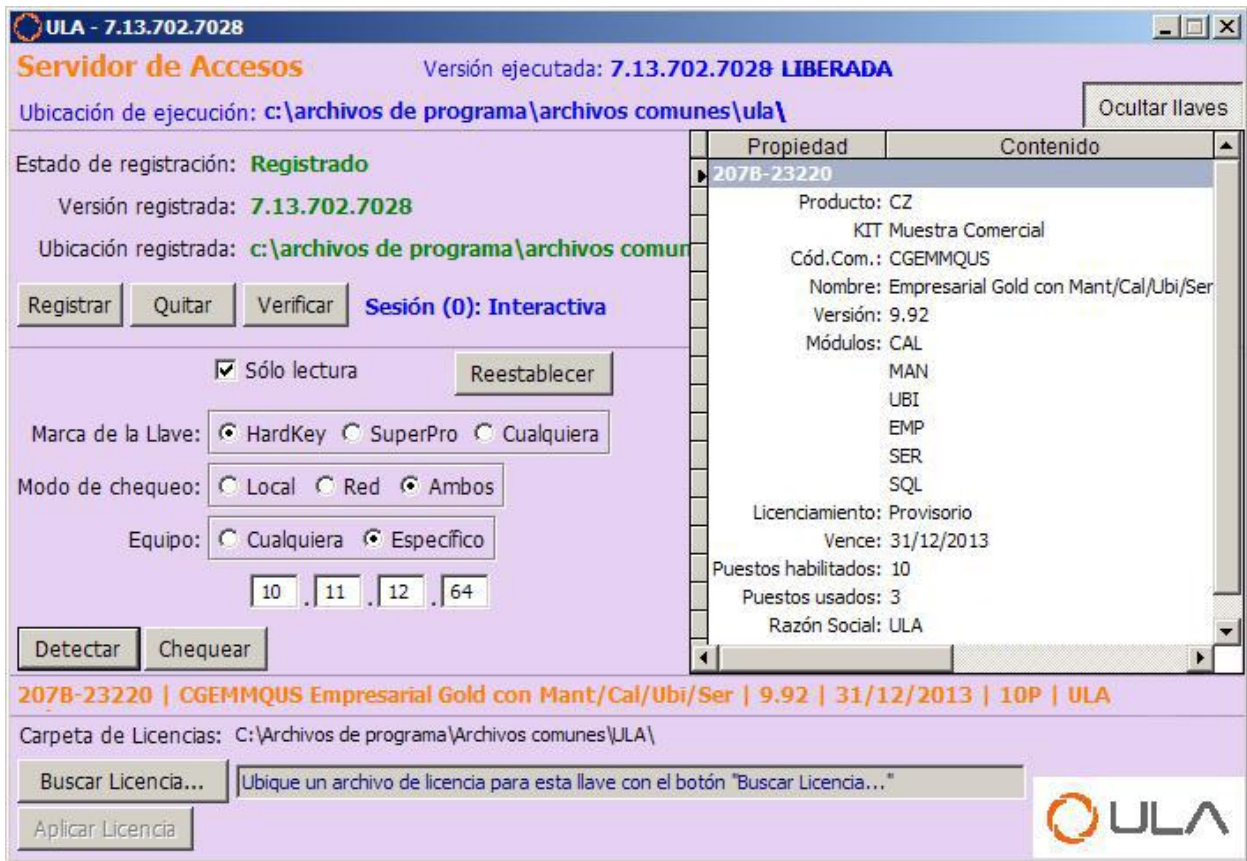 ULA - 7.13.702.7028
Servidor de Accesos
Versión ejecutada: 7.13.702.7028 LIBERADA
Ubicación de ejecución: c:\archivos de programa\archivos comunes\ula\
Ocultar llaves
Estado de registración: Registrado
Versión registrada: 7.13.702.7028
Ubicación registrada: c:\archivos de programa\archivos comun
Registrar Quitar Verificar Sesión (0): Interactiva
Sólo lectura Reestablecer
Marca de la Llave: HardKey SuperPro Cualquiera
Modo de chequeo: Local Red Ambos
Equipo: Cualquiera Específico
10 . 11 . 12 . 64
Detectar Chequear
Propiedad Contenido
207B-23220
Producto: CZ
KIT Muestra Comercial
Cód.Com.: CGEMMQUS
Nombre: Empresarial Gold con Mant/Cal/Ubi/Ser
Versión: 9.92
Módulos: CAL
MAN
UBI
EMP
SER
SQL
Licenciamiento: Provisorio
Vence: 31/12/2013
Puestos habilitados: 10
Puestos usados: 3
Razón Social: ULA
207B-23220 | CGEMMQUS Empresarial Gold con Mant/Cal/Ubi/Ser | 9.92 | 31/12/2013 | 10P | ULA
Carpeta de Licencias: C:\Archivos de programa\Archivos comunes\ULA\
Buscar Licencia... Ubique un archivo de licencia para esta llave con el botón "Buscar Licencia..."
Aplicar Licencia
ULA